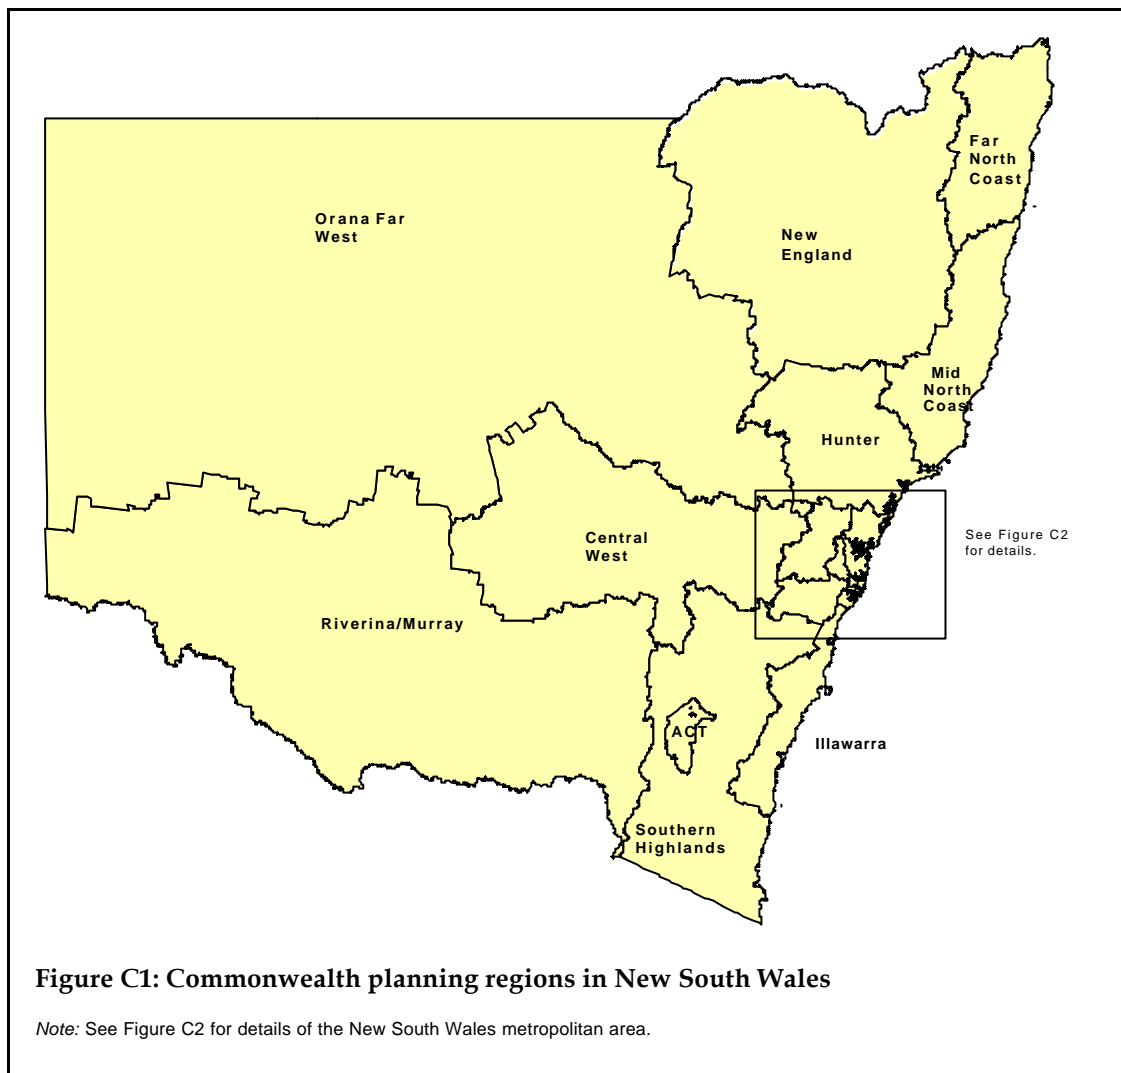 Far
North
Coast
Orana Far
West
New
England
Mid
North
Coast
Hunter
See Figure C2
for details.
Central
West
Riverina/Murray
ACT
Illawarra
Southern
Highlands
Figure C1: Commonwealth planning regions in New South Wales
Note: See Figure C2 for details of the New South Wales metropolitan area.